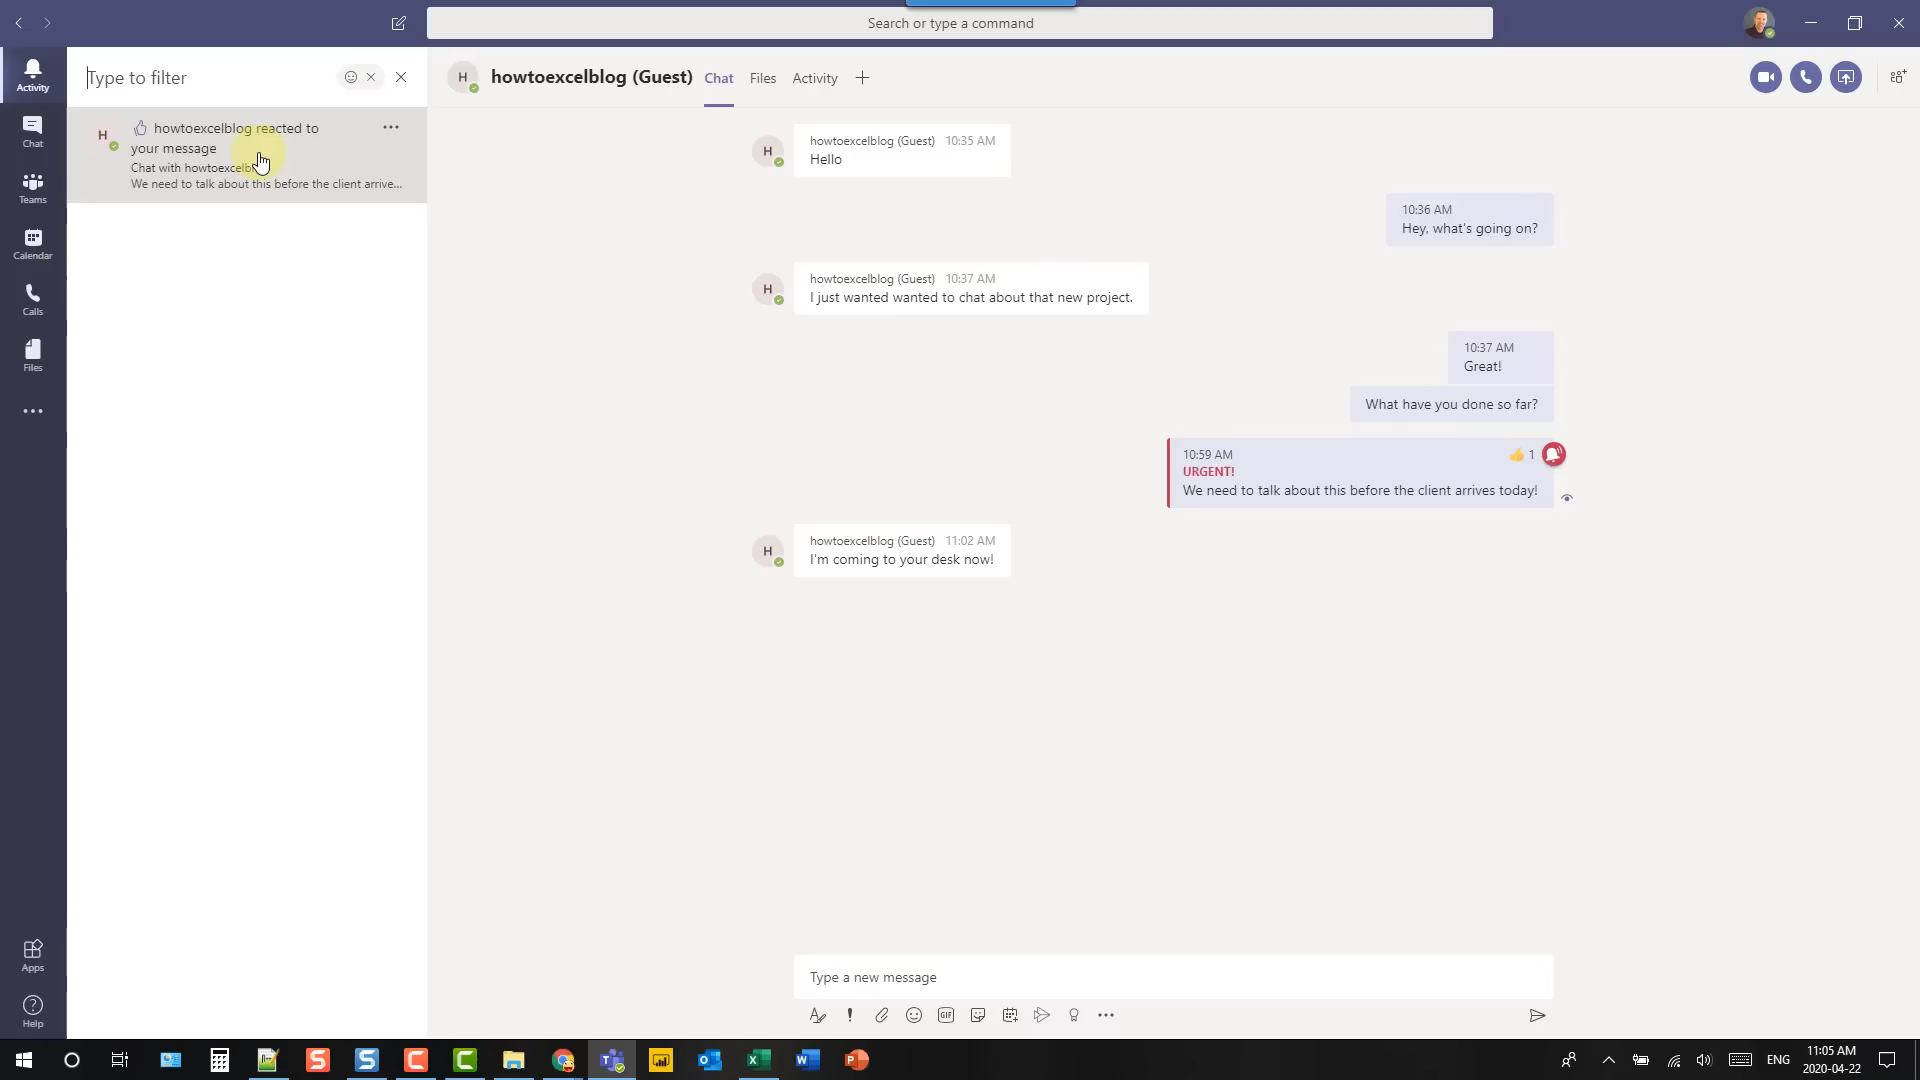 Search or type a command
Activity
Chat
Teams
Calendar
Calls
Files
Apps
Help
Type to filter
howtoexcelblog reacted to
your message
Chat with howtoexcelb
We need to talk about this before the client arrive...
H
H
howtoexcelblog (Guest)
Chat
Files
Activity
H
howtoexcelblog (Guest) 10:35 AM
Hello
10:36 AM
Hey, what's going on?
H
howtoexcelblog (Guest) 10:37 AM
I just wanted wanted to chat about that new project.
10:37 AM
Great!
What have you done so far?
10:59 AM
1
URGENT!
We need to talk about this before the client arrives today!
H
howtoexcelblog (Guest) 11:02 AM
I'm coming to your desk now!
Type a new message
GIF
ENG
11:05 AM
2020-04-22